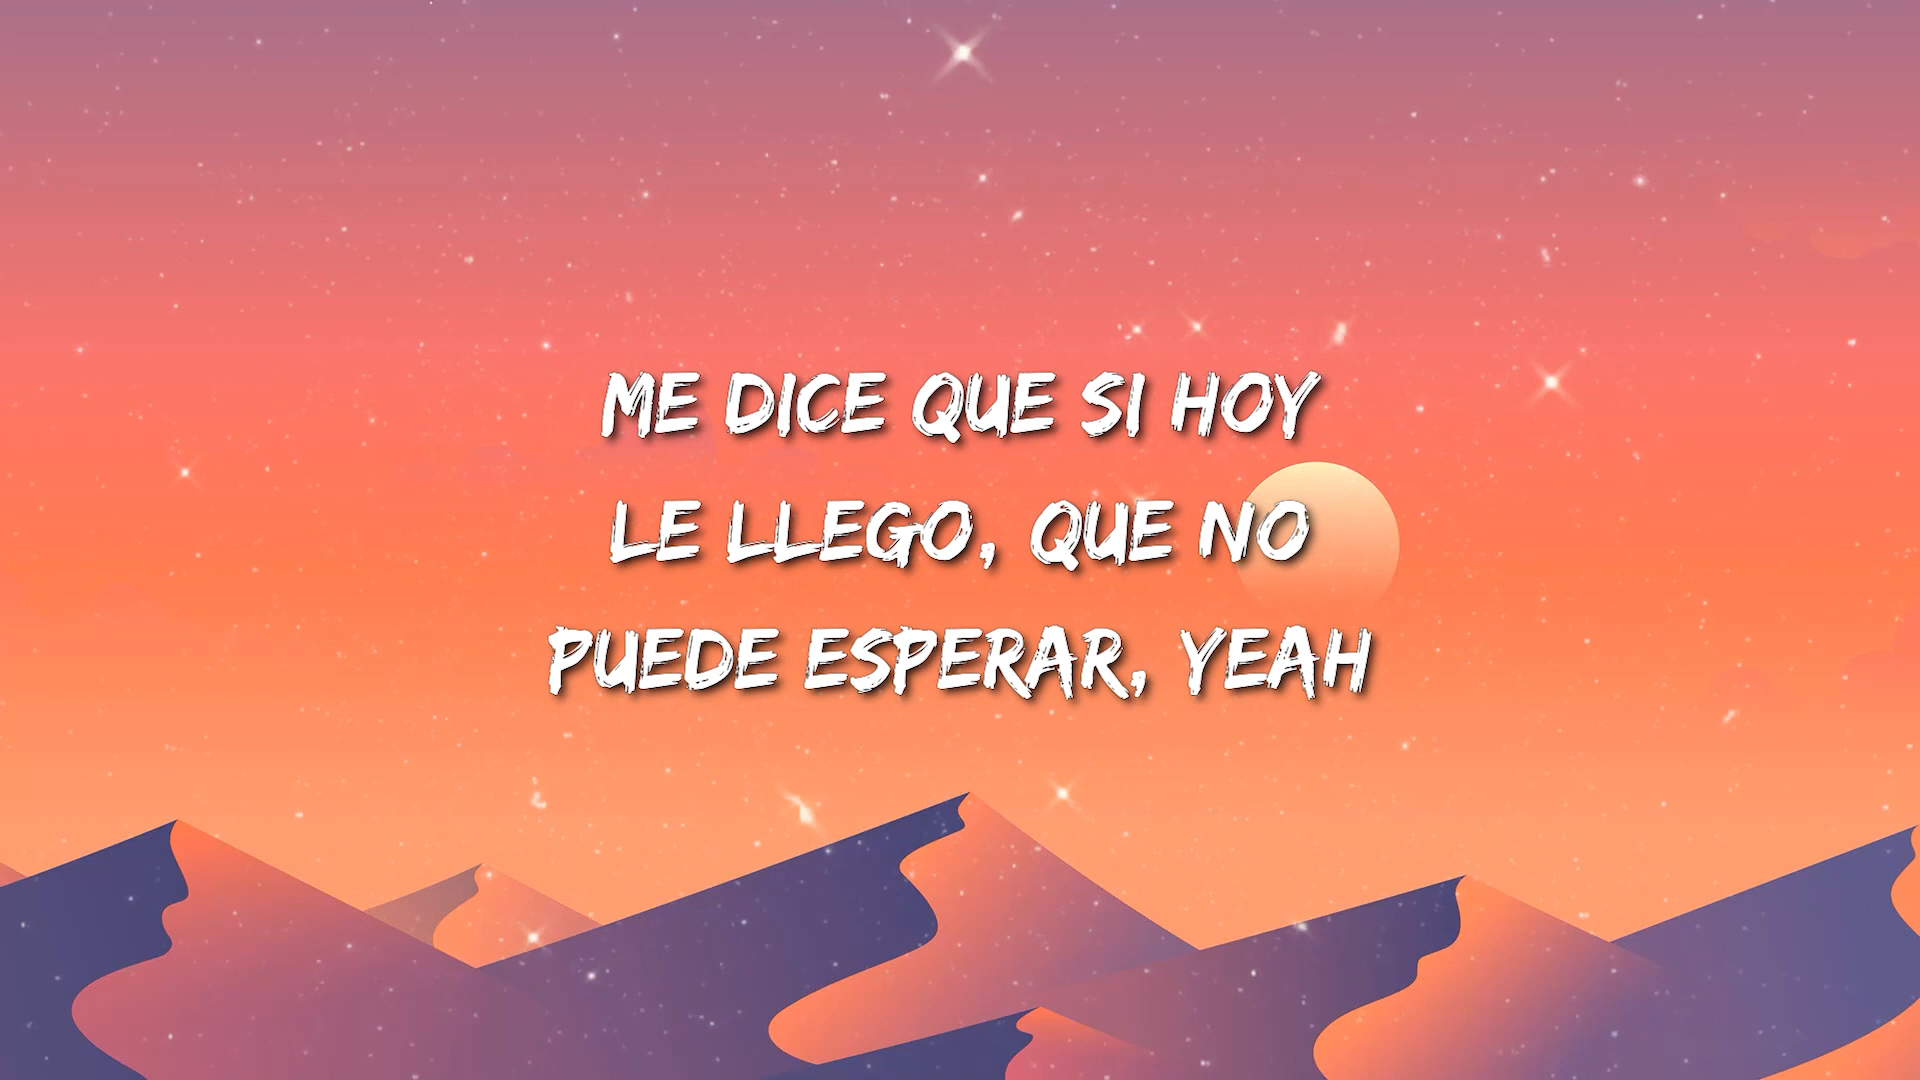 ME DICE QUE SI HOY
LE LLEGO, QUE NO
PUEDE ESPERAR, YEAH